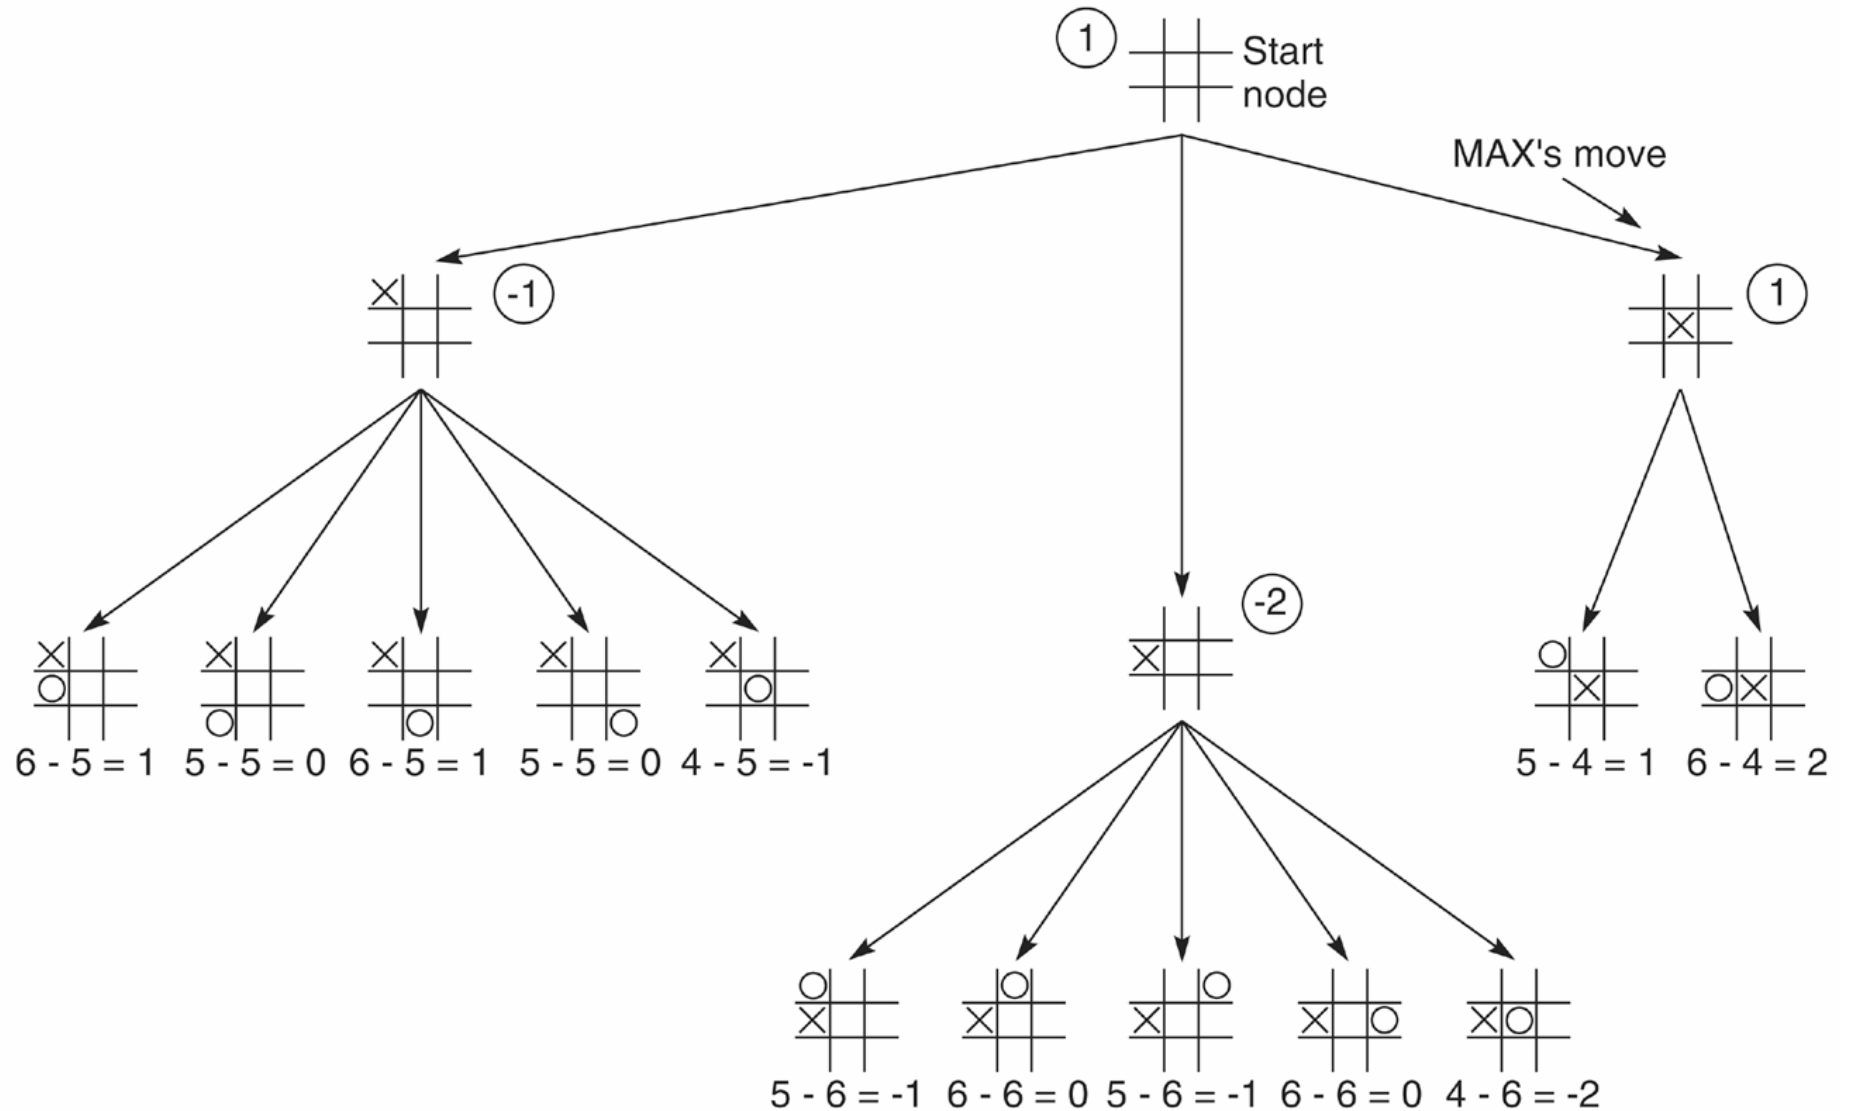 1
Start
node
MAX's move
-1
1
-2
6 - 5 = 1
5 - 5 = 0
6 - 5 = 1
5 - 5 = 0
4 - 5 = -1
5 - 4 = 1
6 - 4 = 2
5 - 6 = -1
6 - 6 = 0
5 - 6 = -1
6 - 6 = 0
4 - 6 = -2